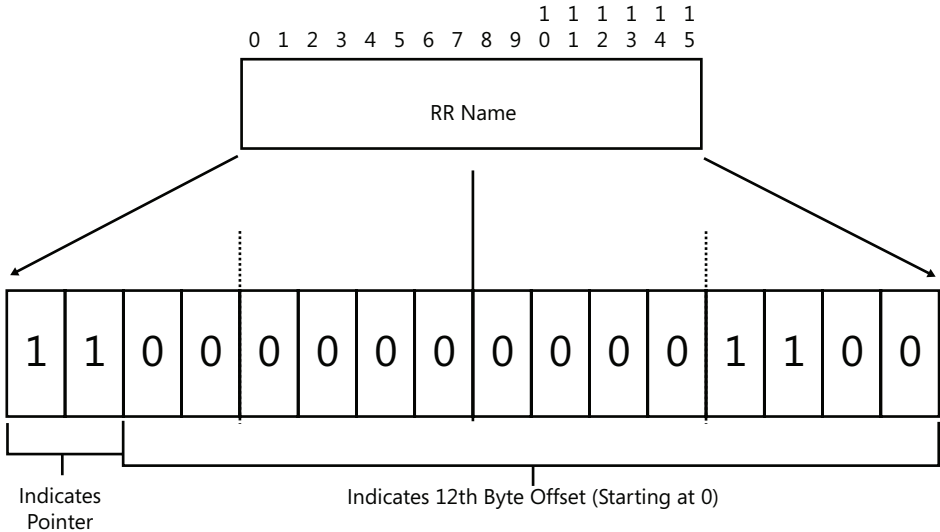 1 1 1 1 1 1
0 1 2 3 4 5 6 7 8 9 0 1 2 3 4 5
RR Name
1 1 0 0 0 0 0 0 0 0 0 0 1 1 0 0
Indicates
Pointer
Indicates 12th Byte Offset (Starting at 0)